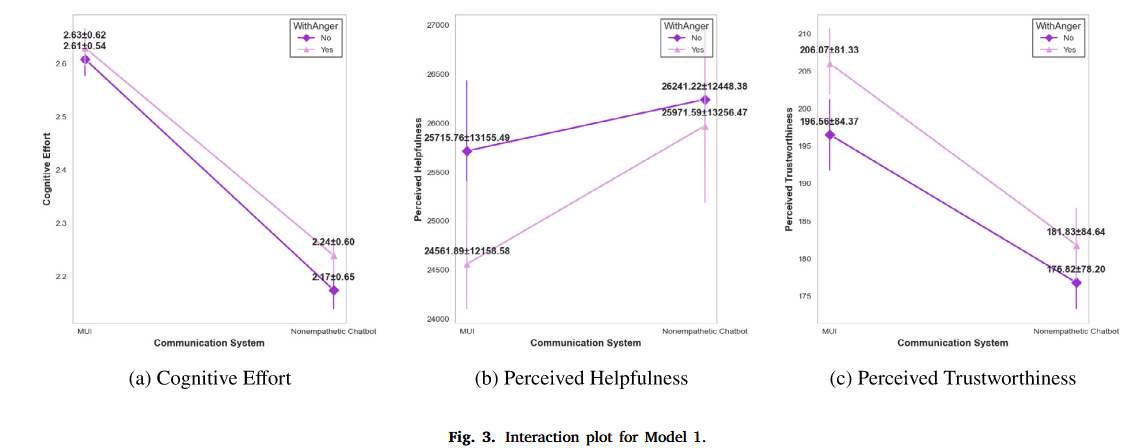 WithAnger
No
Yes
2.63±0.62
2.61±0.54
2.24±0.60
2.17±0.65
2.6
2.5
2.4
2.3
2.2
Cognitive Effort
MUI
Nonempathetic Chatbot
Communication System
(a) Cognitive Effort
WithAnger
No
Yes
27000
26500
26000
25500
25000
24500
24000
26241.22±12448.38
25971.59±13256.47
25715.76±13155.49
24561.89±12158.58
Perceived Helpfulness
MUI
Nonempathetic Chatbot
Communication System
(b) Perceived Helpfulness
WithAnger
No
Yes
210
205
200
195
190
185
180
175
206.07±81.33
196.56±84.37
181.83±84.64
176.82±78.20
Perceived Trustworthiness
MUI
Nonempathetic Chatbot
Communication System
(c) Perceived Trustworthiness
Fig. 3. Interaction plot for Model 1.